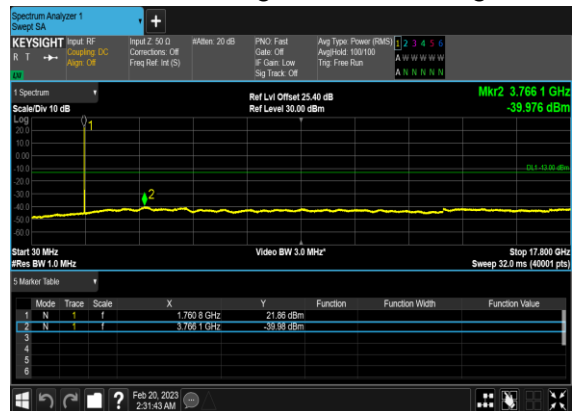 Spectrum Analyzer 1
Swept SA
KEYSIGHT Input: RF Input Z: 50 Ω #Atten: 20 dB PNO: Fast Avg Type: Power (RMS) 1 2 3 4 5 6
R T Coupling: DC Corrections: Off Gate: Off Avg|Hold: 100/100 A W W W W W
Align: Off Freq Ref: Int (S) IF Gain: Low Trig: Free Run
Sig Track: Off A N N N N N
1 Spectrum Ref Lvl Offset 25.40 dB Mkr2 3.766 1 GHz
Scale/Div 10 dB Ref Level 30.00 dBm -39.976 dBm
Log
1
20.0
10.0
0.00
-10.0
DL1 -13.00 dBm
-20.0
-30.0
2
-40.0
-50.0
-60.0
Start 30 MHz Video BW 3.0 MHz* Stop 17.800 GHz
#Res BW 1.0 MHz Sweep 32.0 ms (40001 pts)
5 Marker Table
Mode Trace Scale X Y Function Function Width Function Value
1 N 1 f 1.760 8 GHz 21.86 dBm
2 N 1 f 3.766 1 GHz -39.98 dBm
3
4
5
6
? Feb 20, 2023
2:31:43 AM